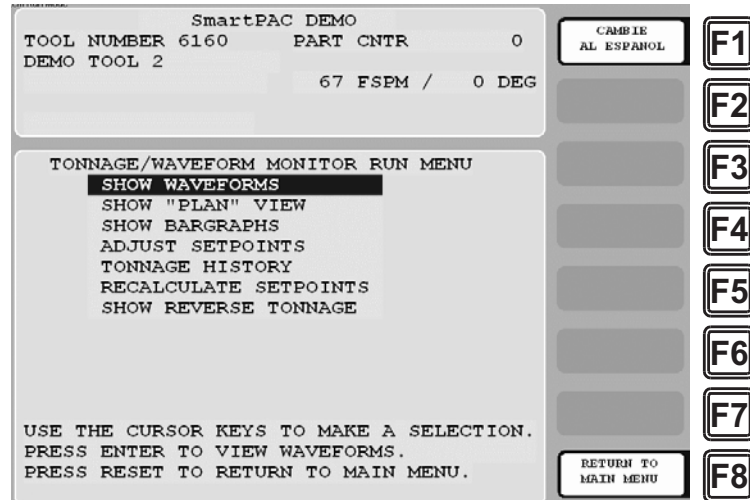 SmartPAC DEMO
TOOL NUMBER 6160 PART CNTR 0
DEMO TOOL 2
67 FSPM / 0 DEG
TONNAGE/WAVEFORM MONITOR RUN MENU
SHOW WAVEFORMS
SHOW "PLAN" VIEW
SHOW BARGRAPHS
ADJUST SETPOINTS
TONNAGE HISTORY
RECALCULATE SETPOINTS
SHOW REVERSE TONNAGE
USE THE CURSOR KEYS TO MAKE A SELECTION.
PRESS ENTER TO VIEW WAVEFORMS.
PRESS RESET TO RETURN TO MAIN MENU.
CAMBIE
AL ESPANOL
RETURN TO
MAIN MENU
F1
F2
F3
F4
F5
F6
F7
F8